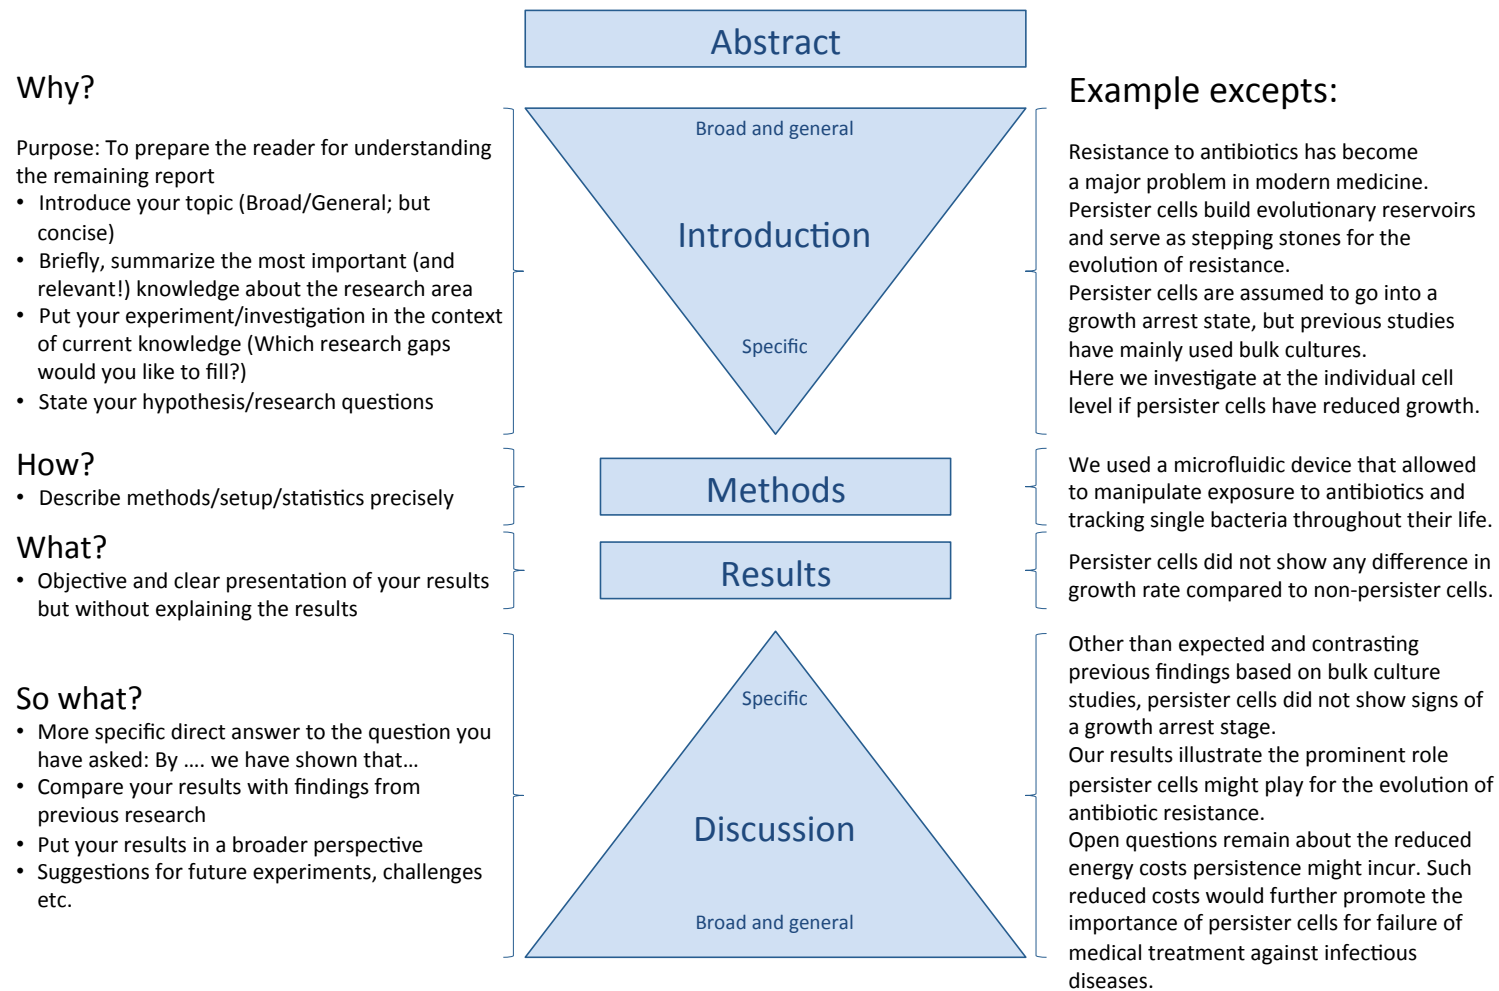 Abstract
Why?
Purpose: To prepare the reader for understanding
the remaining report
• Introduce your topic (Broad/General; but
concise)
• Briefly, summarize the most important (and
relevant!) knowledge about the research area
• Put your experiment/investigation in the context
of current knowledge (Which research gaps
would you like to fill?)
• State your hypothesis/research questions
Broad and general
Introduction
Specific
Example excepts:
Resistance to antibiotics has become
a major problem in modern medicine.
Persister cells build evolutionary reservoirs
and serve as stepping stones for the
evolution of resistance.
Persister cells are assumed to go into a
growth arrest state, but previous studies
have mainly used bulk cultures.
Here we investigate at the individual cell
level if persister cells have reduced growth.
How?
• Describe methods/setup/statistics precisely
Methods
We used a microfluidic device that allowed
to manipulate exposure to antibiotics and
tracking single bacteria throughout their life.
What?
• Objective and clear presentation of your results
but without explaining the results
Results
Persister cells did not show any difference in
growth rate compared to non-persister cells.
So what?
• More specific direct answer to the question you
have asked: By .... we have shown that…
• Compare your results with findings from
previous research
• Put your results in a broader perspective
• Suggestions for future experiments, challenges
etc.
Specific
Discussion
Broad and general
Other than expected and contrasting
previous findings based on bulk culture
studies, persister cells did not show signs of
a growth arrest stage.
Our results illustrate the prominent role
persister cells might play for the evolution of
antibiotic resistance.
Open questions remain about the reduced
energy costs persistence might incur. Such
reduced costs would further promote the
importance of persister cells for failure of
medical treatment against infectious
diseases.